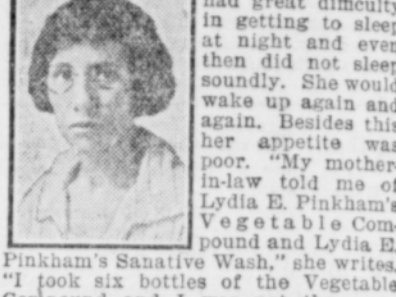 had great difficulty
in getting to sleep
at night and even
then did not sleep
soundly. She would
wake up again and
again. Besides this
her appetite was
poor. "My mother-
in-law told me of
Lydia E. Pinkham's
Vegetable Com-
pound and Lydia E.
Pinkham's Sanative Wash," she writes.
"I took six bottles of the Vegetable